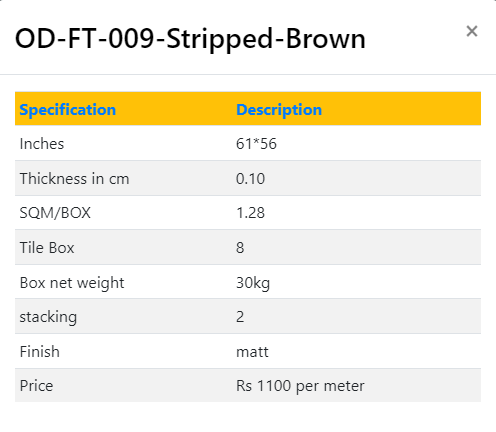 OD-FT-009-Stripped-Brown ×
Specification Description
Inches 61*56
Thickness in cm 0.10
SQM/BOX 1.28
Tile Box 8
Box net weight 30kg
stacking 2
Finish matt
Price Rs 1100 per meter